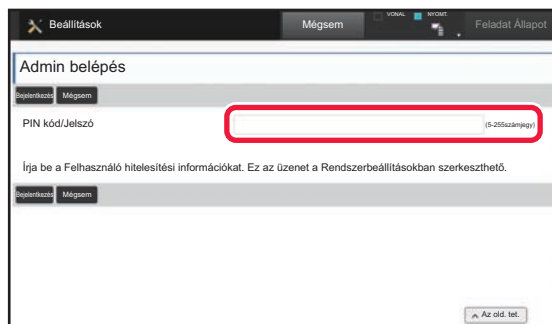 Beállítások
Mégsem
VONAL
NYOMT.
Feladat Állapot
Admin belépés
Bejelentkezés
Mégsem
PIN kód/Jelszó
(5-255számjegy)
Írja be a Felhasználó hitelesítési információkat. Ez az üzenet a Rendszerbeállításokban szerkeszthető.
Bejelentkezés
Mégsem
Az old. tet.